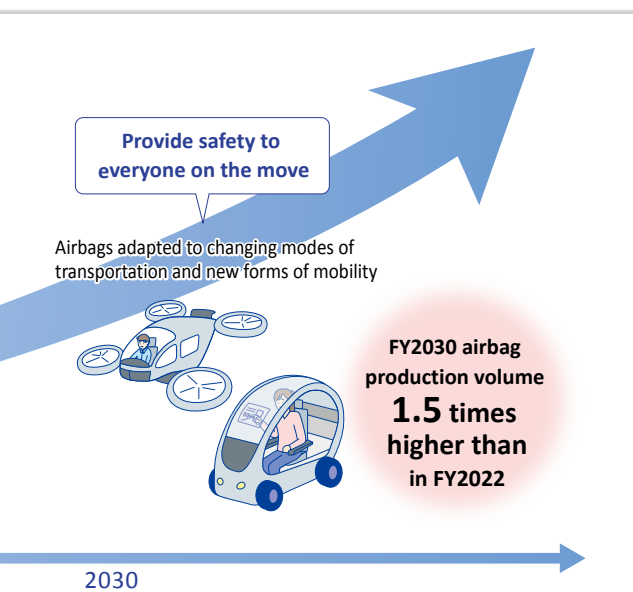 Provide safety to
everyone on the move
Airbags adapted to changing modes of
transportation and new forms of mobility
FY2030 airbag
production volume
1.5 times
higher than
in FY2022
2030